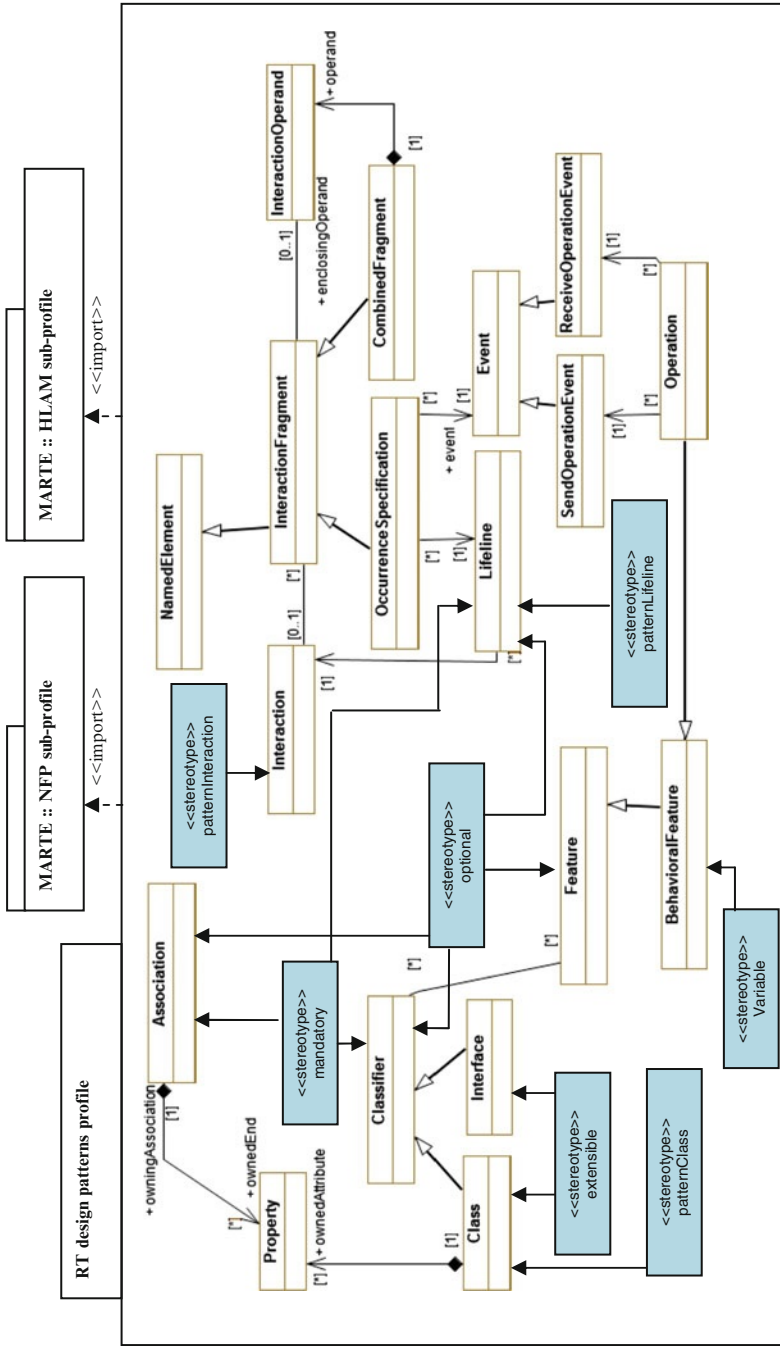 RT design patterns profile
MARTE :: NFP sub-profile
MARTE :: HLAM sub-profile
<<import>>
<<import>>
+ owningAssociation
[1]
Association
<<stereotype>>
patternInteraction
NamedElement
[*]
+ ownedEnd
Property
[*]
+ ownedAttribute
<<stereotype>>
mandatory
Interaction
[0..1]
[1]
[*]
InteractionFragment
[0..1]
+ enclosingOperand
InteractionOperand
+ operand
Classifier
[*]
<<stereotype>>
optional
OccurrenceSpecification
CombinedFragment
[1]
[*]
[1]
[*]
+ event
[1]
[1]
Class
Interface
[*]
Lifeline
Event
<<stereotype>>
extensible
[*]
Feature
<<stereotype>>
patternLifeline
SendOperationEvent
ReceiveOperationEvent
[1]
[*]
[1]
[*]
<<stereotype>>
patternClass
<<stereotype>>
Variable
BehavioralFeature
Operation